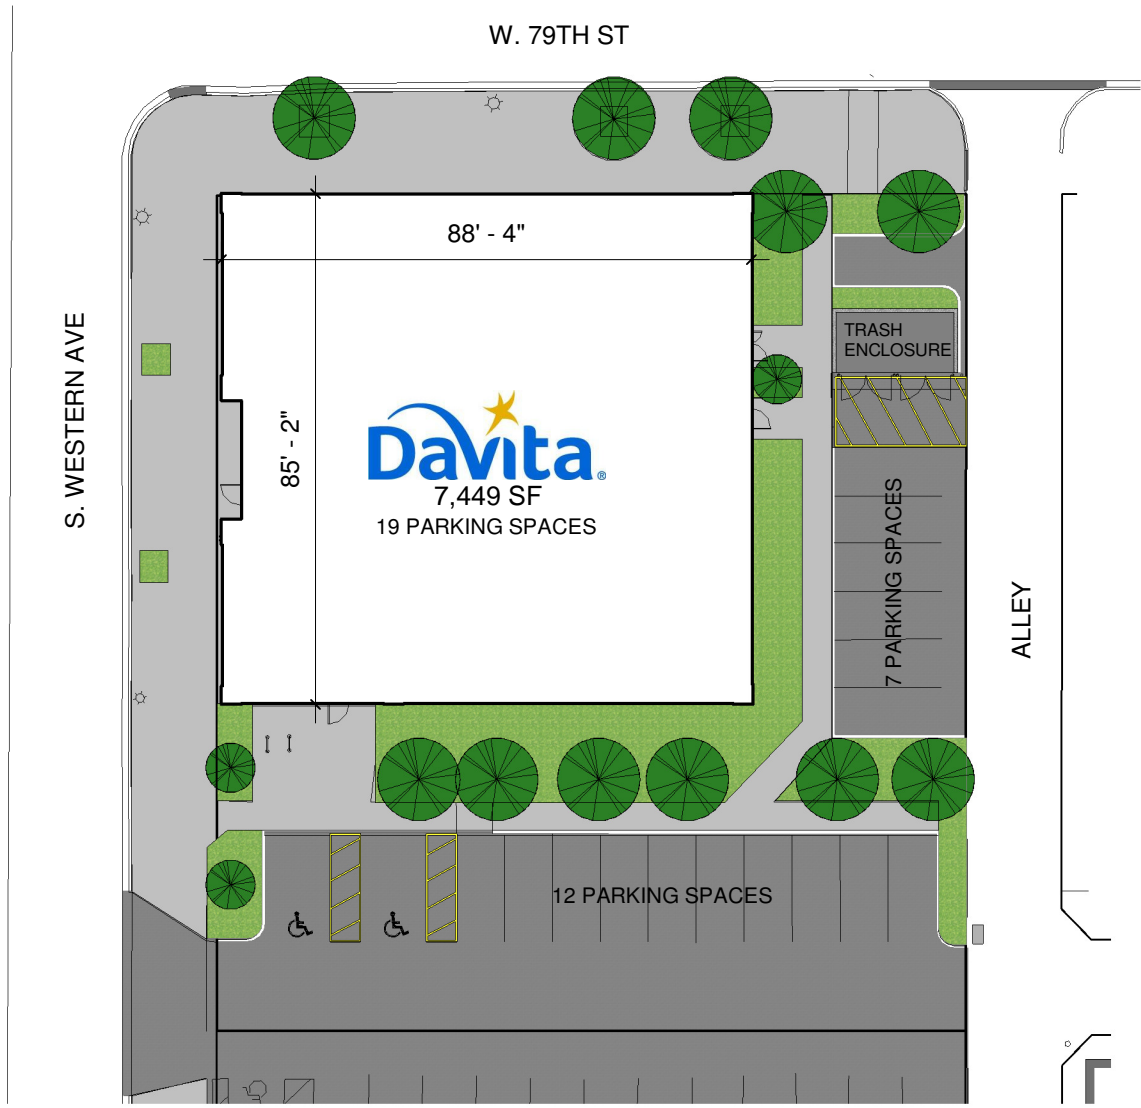 W. 79TH ST
88' - 4"
TRASH
ENCLOSURE
S. WESTERN AVE
85' - 2"
DaVita®
7,449 SF
19 PARKING SPACES
7 PARKING SPACES
ALLEY
12 PARKING SPACES